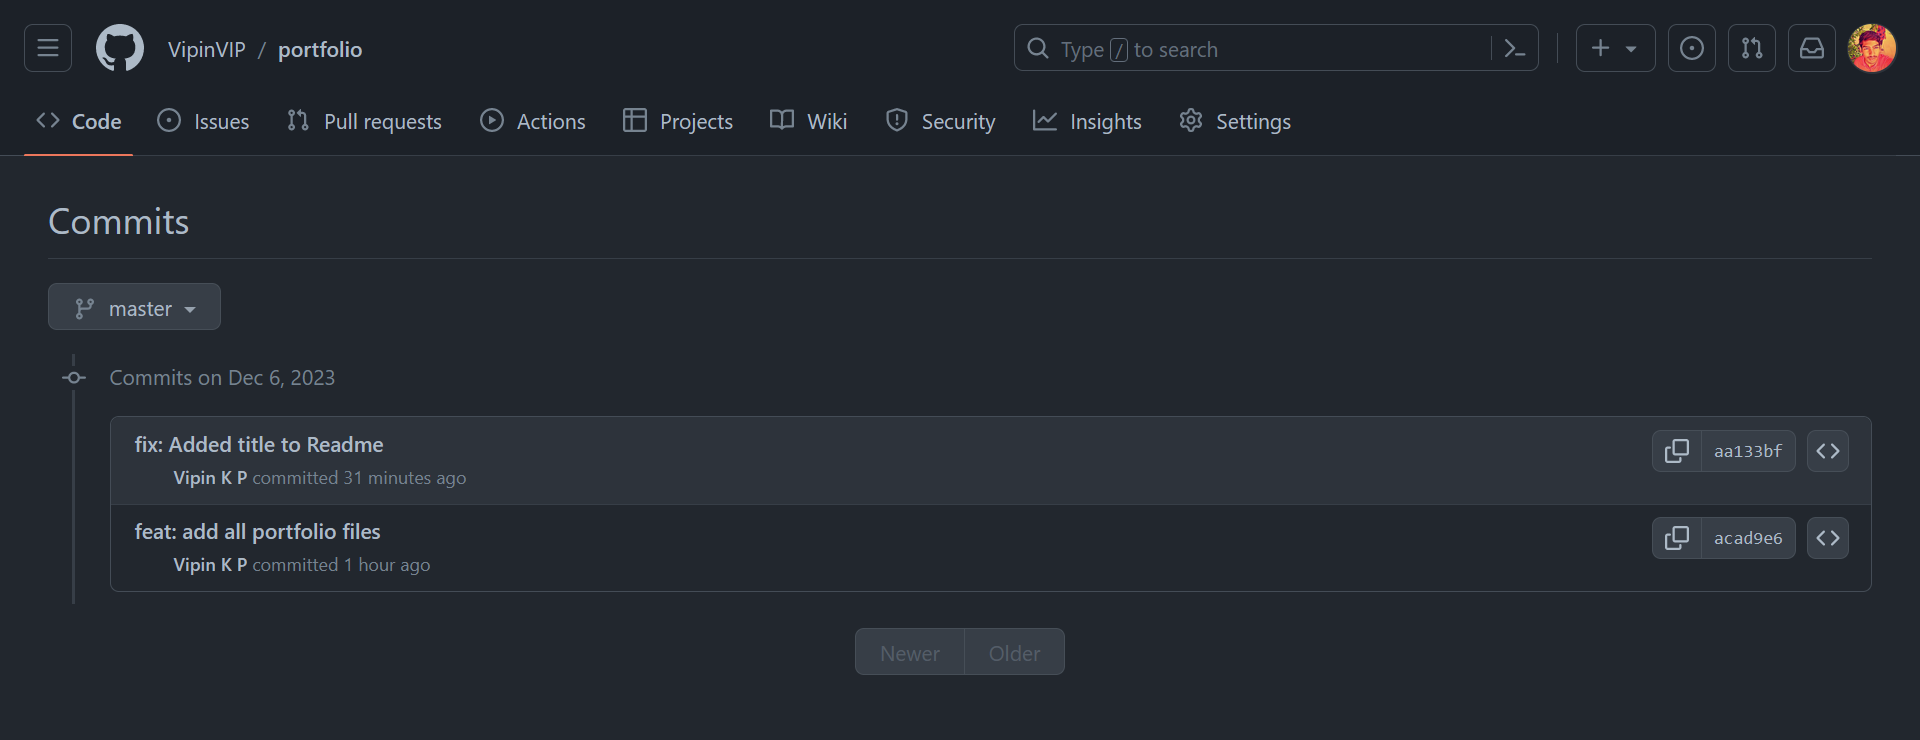 VipinVIP / portfolio
Type / to search
Code Issues Pull requests Actions Projects Wiki Security Insights Settings
Commits
master
Commits on Dec 6, 2023
fix: Added title to Readme
aa133bf
Vipin K P committed 31 minutes ago
feat: add all portfolio files
acad9e6
Vipin K P committed 1 hour ago
Newer Older